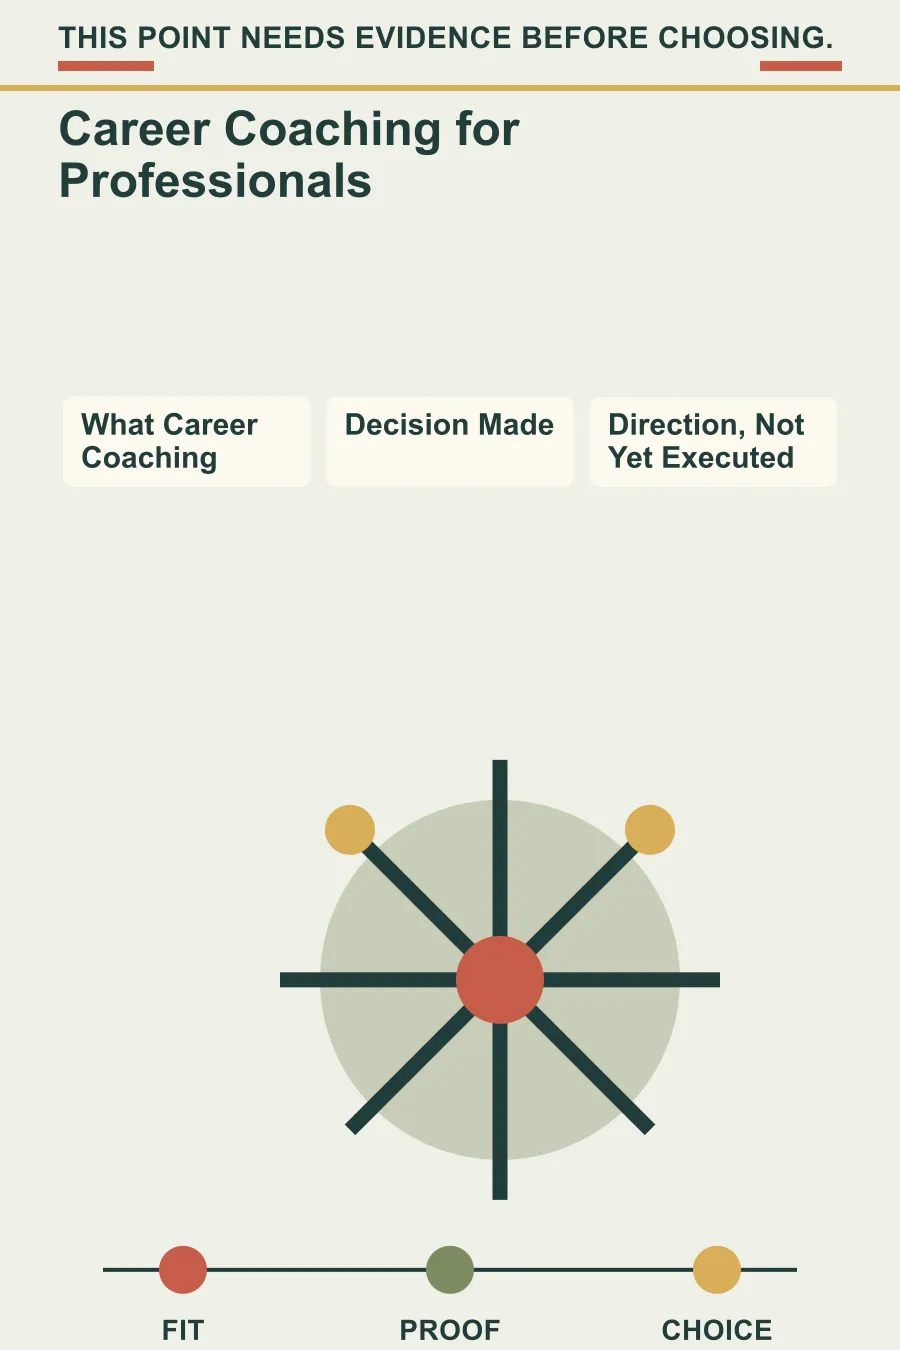 THIS POINT NEEDS EVIDENCE BEFORE CHOOSING.
Career Coaching for
Professionals
What Career
Coaching
Decision Made
Direction, Not
Yet Executed
FIT
PROOF
CHOICE